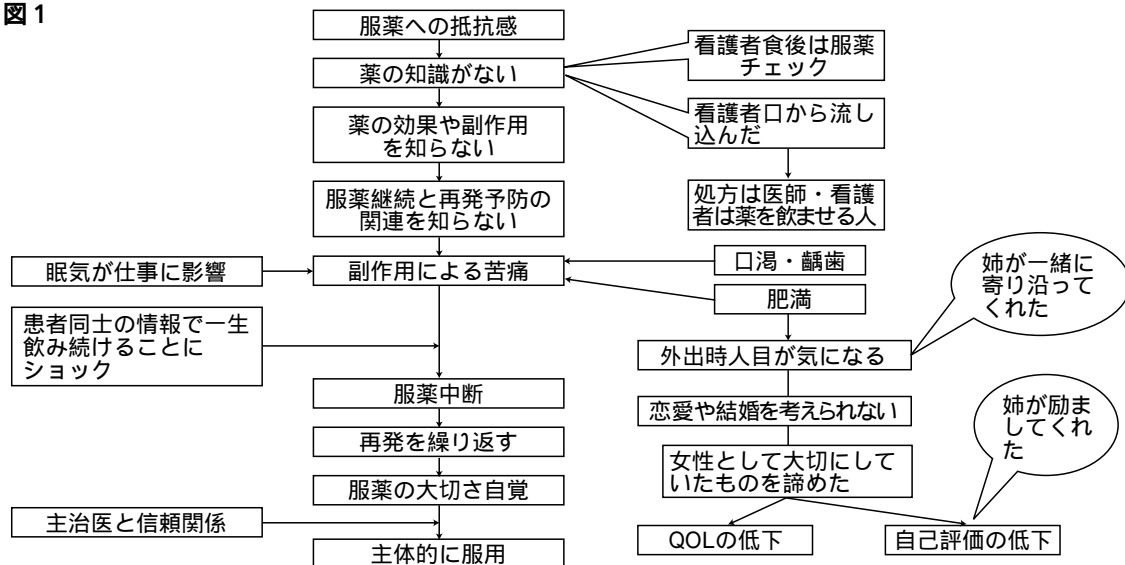 図1
服薬への抵抗感
薬の知識がない
看護者食後は服薬
チェック
薬の効果や副作用
を知らない
看護者口から流し
込んだ
服薬継続と再発予防の
関連を知らない
処方は医師・看護
者は薬を飲ませる人
眠気が仕事に影響
副作用による苦痛
口渇・齲歯
肥満
姉が一緒に
寄り沿って
くれた
患者同士の情報で一生
飲み続けることに
ショック
外出時人目が気になる
服薬中断
恋愛や結婚を考えられない
姉が励ま
してくれ
た
再発を繰り返す
女性として大切にして
いたものを諦めた
服薬の大切さ自覚
主治医と信頼関係
主体的に服用
QOLの低下
自己評価の低下